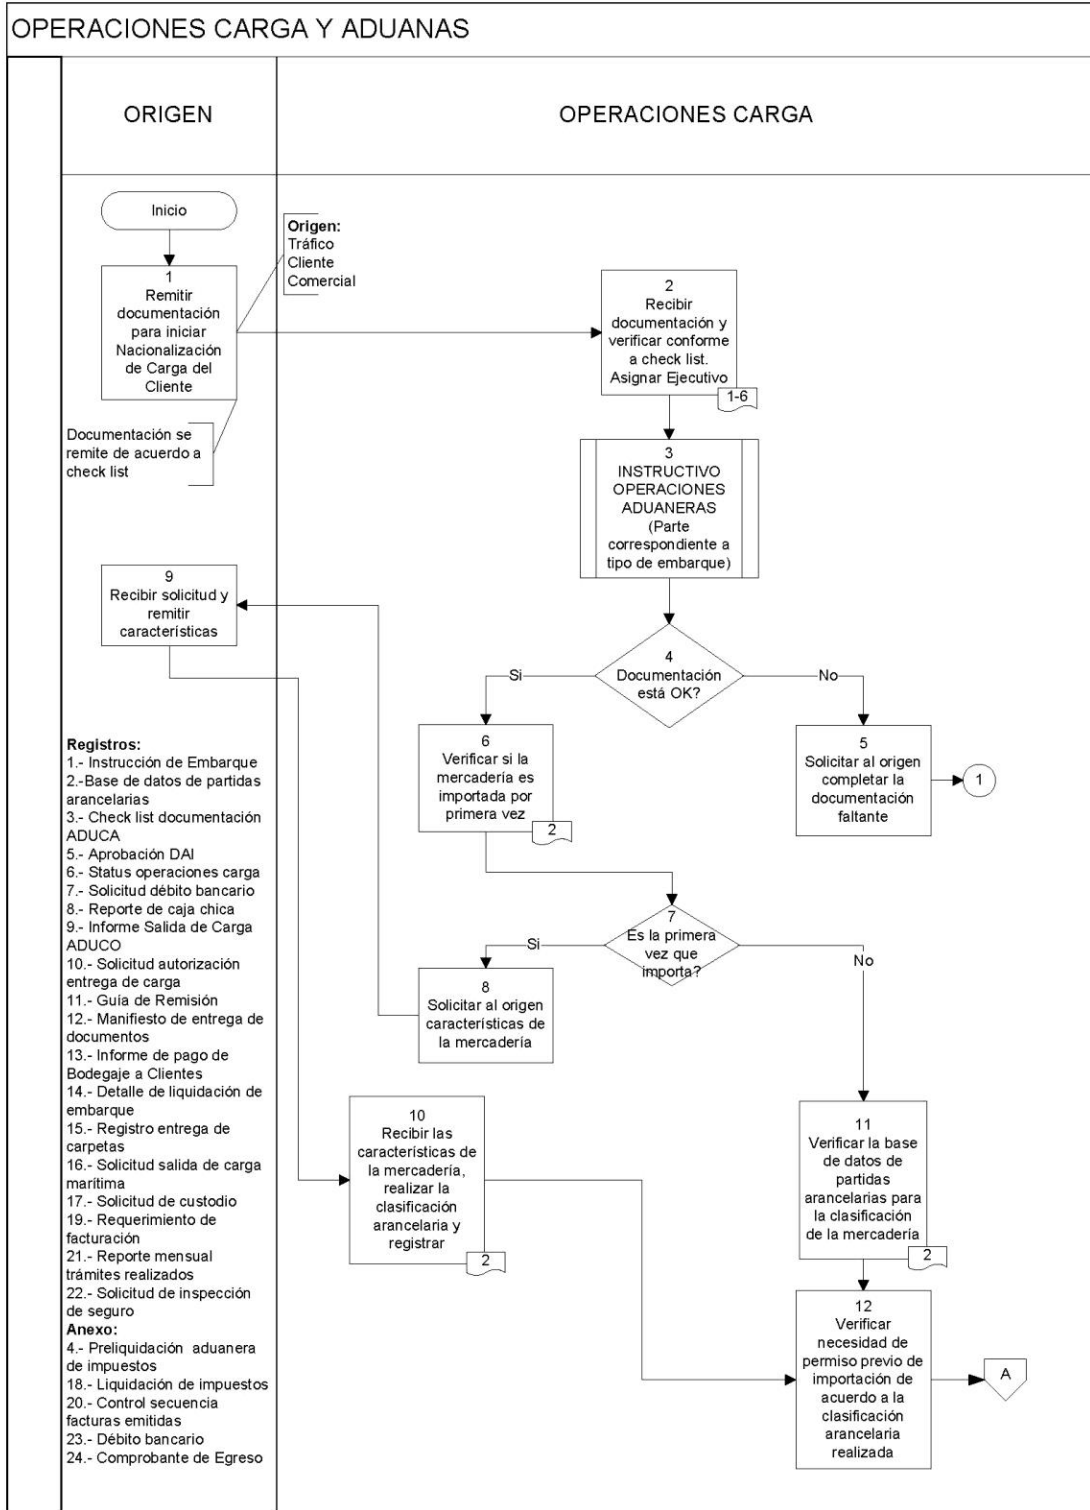 OPERACIONES CARGA Y ADUANAS
ORIGEN
OPERACIONES CARGA
Inicio
Origen:
Tráfico
Cliente
Comercial
1
Remitir
documentación
para iniciar
Nacionalización
de Carga del
Cliente
2
Recibir
documentación y
verificar conforme
a check list.
Asignar Ejecutivo
1-6
Documentación se
remite de acuerdo a
check list
3
INSTRUCTIVO
OPERACIONES
ADUANERAS
(Parte
correspondiente a
tipo de embarque)
9
Recibir solicitud y
remitir
características
4
Documentación
está OK?
Si
No
6
Verificar si la
mercadería es
importada por
primera vez
2
5
Solicitar al origen
completar la
documentación
faltante
1
7
Es la primera
vez que
importa?
Si
No
8
Solicitar al origen
características de
la mercadería
10
Recibir las
características de
la mercadería,
realizar la
clasificación
arancelaria y
registrar
2
11
Verificar la base
de datos de
partidas
arancelarias para
la clasificación
de la mercadería
2
12
Verificar
necesidad de
permiso previo de
importación de
acuerdo a la
clasificación
arancelaria
realizada
A
Registros:
1.- Instrucción de Embarque
2.-Base de datos de partidas
arancelarias
3.- Check list documentación
ADUCA
5.- Aprobación DAI
6.- Status operaciones carga
7.- Solicitud débito bancario
8.- Reporte de caja chica
9.- Informe Salida de Carga
ADUCO
10.- Solicitud autorización
entrega de carga
11.- Guía de Remisión
12.- Manifiesto de entrega de
documentos
13.- Informe de pago de
Bodegaje a Clientes
14.- Detalle de liquidación de
embarque
15.- Registro entrega de
carpetas
16.- Solicitud salida de carga
marítima
17.- Solicitud de custodio
19.- Requerimiento de
facturación
21.- Reporte mensual
trámites realizados
22.- Solicitud de inspección
de seguro
Anexo:
4.- Preliquidación aduanera
de impuestos
18.- Liquidación de impuestos
20.- Control secuencia
facturas emitidas
23.- Débito bancario
24.- Comprobante de Egreso